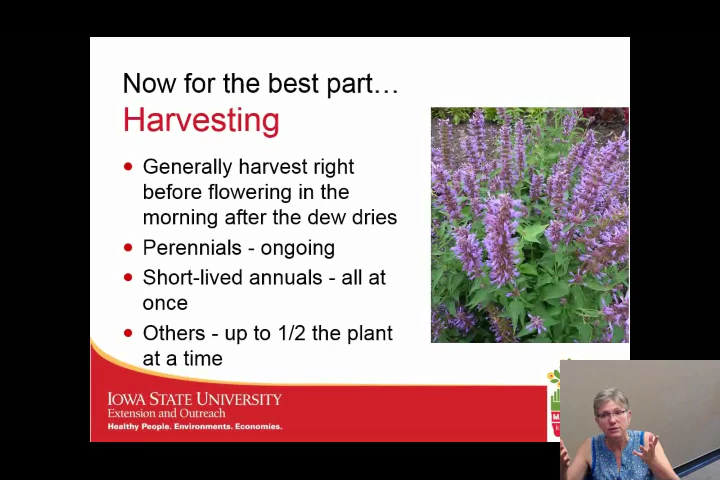 Now for the best part…
Harvesting
• Generally harvest right
before flowering in the
morning after the dew dries
• Perennials - ongoing
• Short-lived annuals - all at
once
• Others - up to 1/2 the plant
at a time
IOWA STATE UNIVERSITY
Extension and Outreach
Healthy People. Environments. Economies.